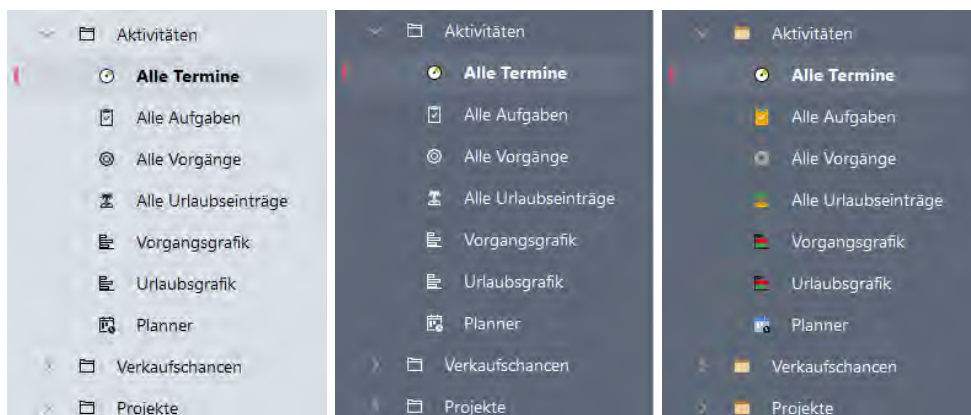 Aktivitäten
Alle Termine
Alle Aufgaben
Alle Vorgänge
Alle Urlaubseinträge
Vorgangsgrafik
Urlaubsgrafik
Planner
Verkaufschancen
Projekte
Aktivitäten
Alle Termine
Alle Aufgaben
Alle Vorgänge
Alle Urlaubseinträge
Vorgangsgrafik
Urlaubsgrafik
Planner
Verkaufschancen
Projekte
Aktivitäten
Alle Termine
Alle Aufgaben
Alle Vorgänge
Alle Urlaubseinträge
Vorgangsgrafik
Urlaubsgrafik
Planner
Verkaufschancen
Projekte